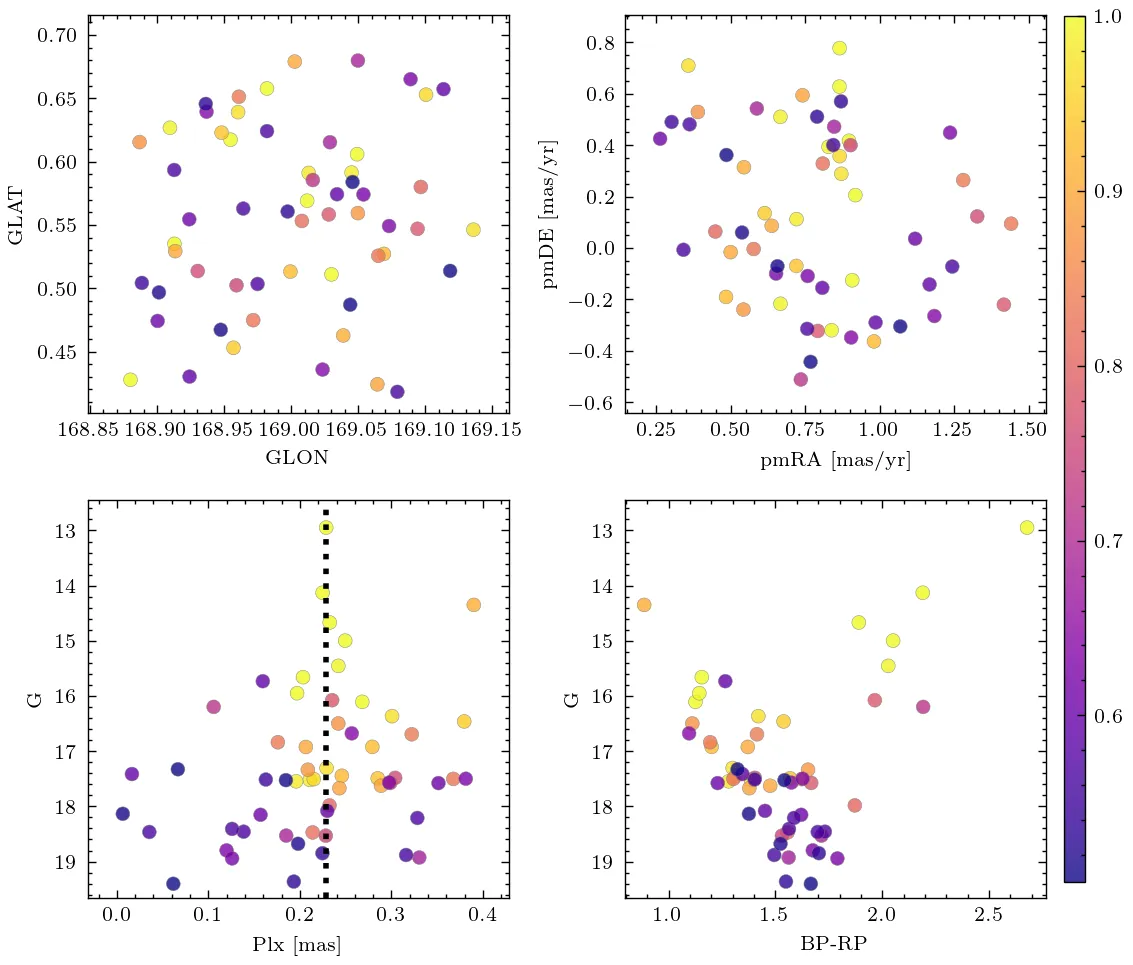 0.70
0.65
0.60
0.55
0.50
0.45
GLAT
168.85 168.90 168.95 169.00 169.05 169.10 169.15
GLON
0.8
0.6
0.4
0.2
0.0
−0.2
−0.4
−0.6
pmDE [mas/yr]
0.25 0.50 0.75 1.00 1.25 1.50
pmRA [mas/yr]
13
14
15
16
17
18
19
G
0.0 0.1 0.2 0.3 0.4
Plx [mas]
13
14
15
16
17
18
19
G
1.0 1.5 2.0 2.5
BP-RP
1.0
0.9
0.8
0.7
0.6